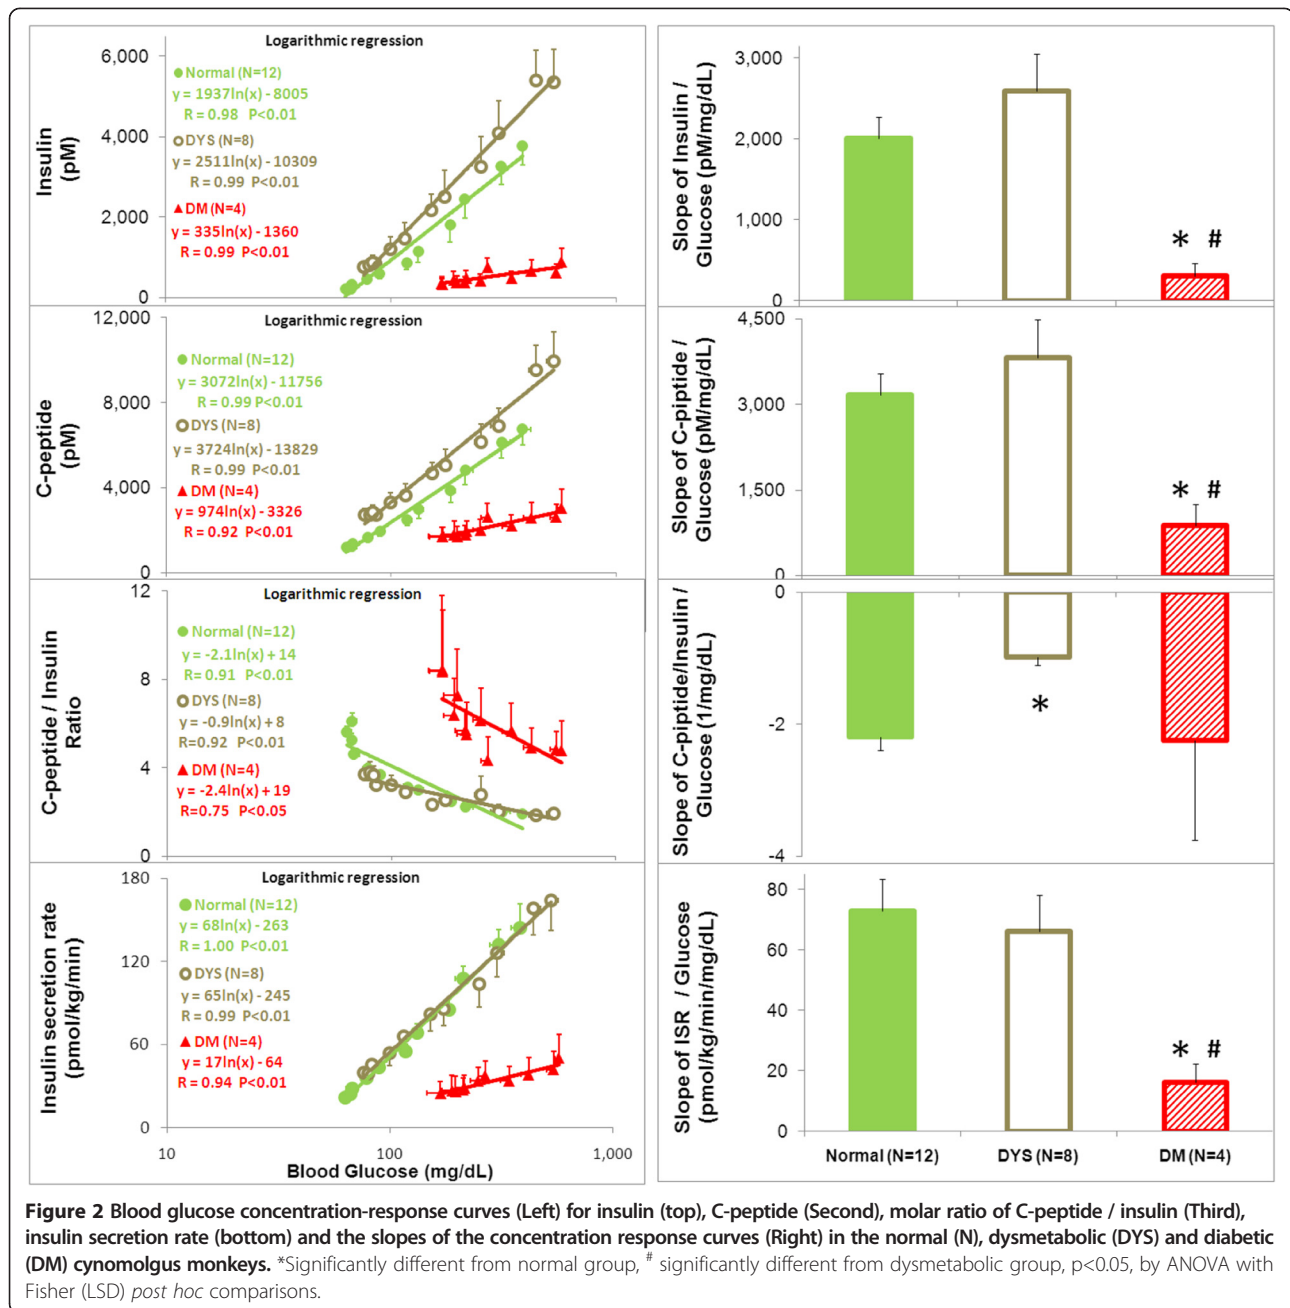 Logarithmic regression
6,000
4,000
2,000
0
Insulin
(pM)
Normal (N=12)
y = 1937ln(x) - 8005
R = 0.98 P<0.01
DYS (N=8)
y = 2511ln(x) - 10309
R = 0.99 P<0.01
DM (N=4)
y = 335ln(x) - 1360
R = 0.99 P<0.01
10
100
1,000
Logarithmic regression
12,000
8,000
4,000
0
C-peptide
(pM)
Normal (N=12)
y = 3072ln(x) - 11756
R = 0.99 P<0.01
DYS (N=8)
y = 3724ln(x) - 13829
R = 0.99 P<0.01
DM (N=4)
y = 974ln(x) - 3326
R = 0.92 P<0.01
10
100
1,000
Logarithmic regression
12
8
4
0
C-peptide / Insulin
Ratio
Normal (N=12)
y = -2.1ln(x) + 14
R = 0.91 P<0.01
DYS (N=8)
y = -0.9ln(x) + 8
R=0.92 P<0.01
DM (N=4)
y = -2.4ln(x) + 19
R=0.75 P<0.05
10
100
1,000
Logarithmic regression
180
120
60
0
Insulin secretion rate
(pmol/kg/min)
Normal (N=12)
y = 68ln(x) - 263
R = 1.00 P<0.01
DYS (N=8)
y = 65ln(x) - 245
R = 0.99 P<0.01
DM (N=4)
y = 17ln(x) - 64
R = 0.94 P<0.01
10
100
1,000
Blood Glucose (mg/dL)
3,000
2,000
1,000
0
Slope of Insulin /
Glucose (pM/mg/dL)
* #
4,500
3,000
1,500
0
Slope of C-piptide /
Glucose (pM/mg/dL)
* #
0
-2
-4
Slope of C-piptide/Insulin /
Glucose (1/mg/dL)
*
80
60
40
20
0
Slope of ISR / Glucose
(pmol/kg/min/mg/dL)
* #
Normal (N=12)
DYS (N=8)
DM (N=4)
Figure 2 Blood glucose concentration-response curves (Left) for insulin (top), C-peptide (Second), molar ratio of C-peptide / insulin (Third),
insulin secretion rate (bottom) and the slopes of the concentration response curves (Right) in the normal (N), dysmetabolic (DYS) and diabetic
(DM) cynomolgus monkeys. *Significantly different from normal group, # significantly different from dysmetabolic group, p<0.05, by ANOVA with
Fisher (LSD) post hoc comparisons.